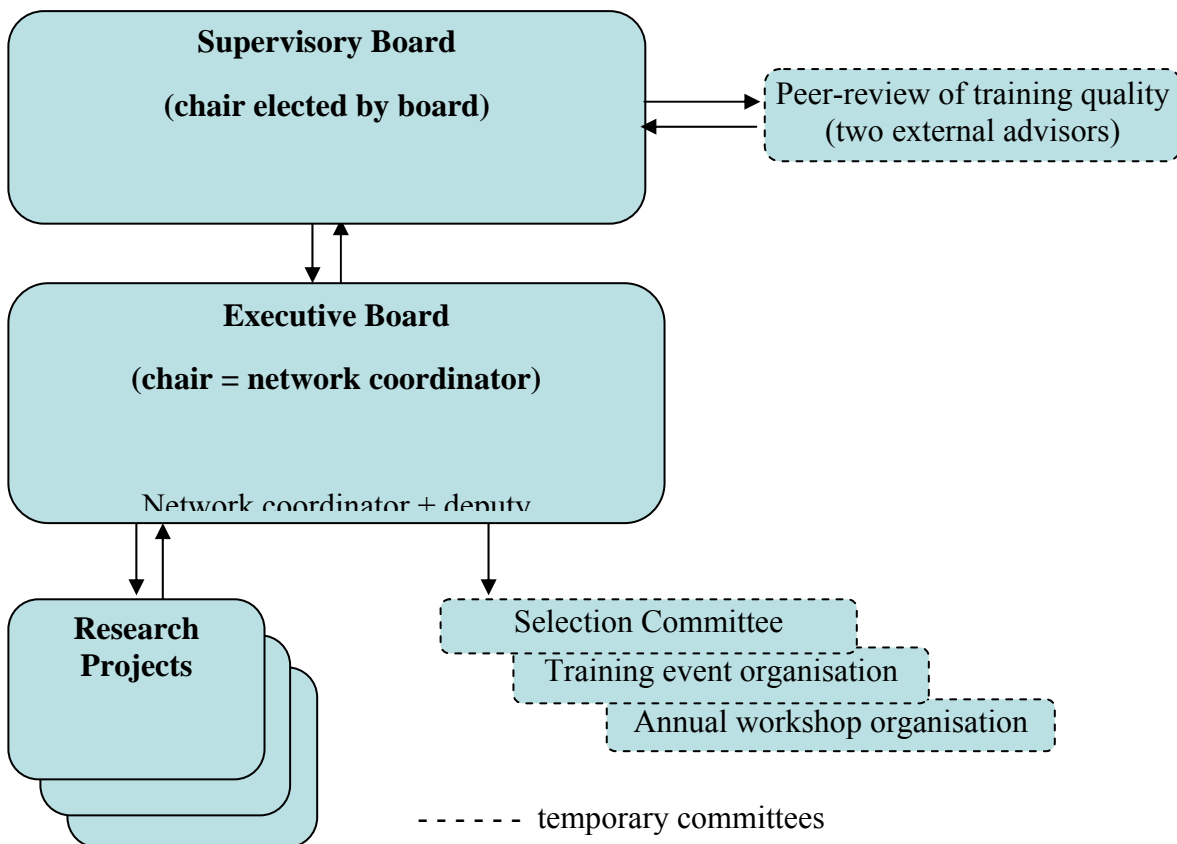 Supervisory Board
(chair elected by board)
Peer-review of training quality
(two external advisors)
Executive Board
(chair = network coordinator)
Network coordinator + deputy
Research
Projects
Selection Committee
Training event organisation
Annual workshop organisation
- - - - - - temporary committees